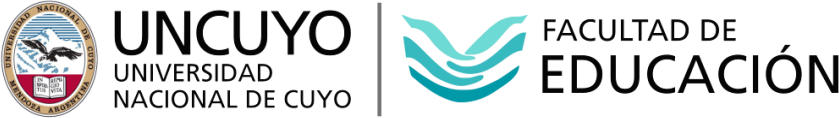 UNIVERSIDAD NACIONAL DE CUYO
MENDOZA ARGENTINA
UNCUYO
UNIVERSIDAD
NACIONAL DE CUYO
FACULTAD DE
EDUCACIÓN